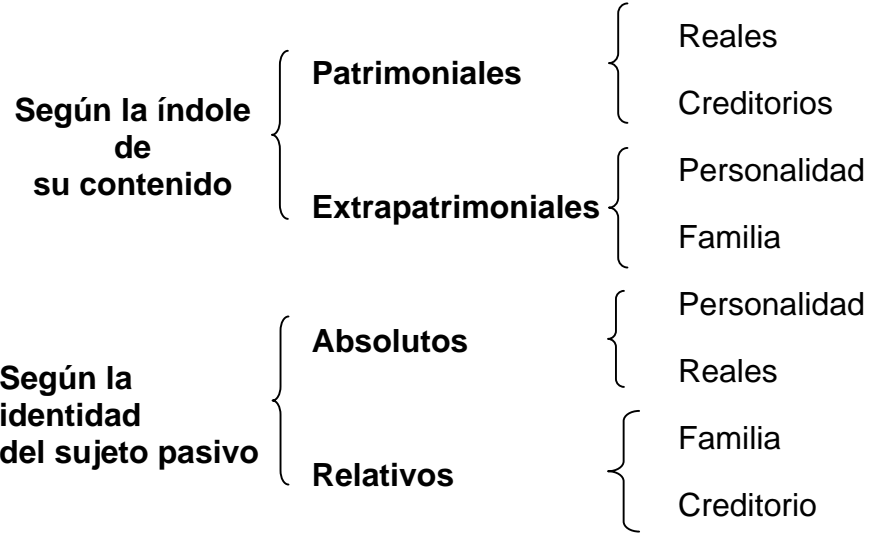 Según la índole
de
su contenido
Patrimoniales
Reales
Creditorios
Extrapatrimoniales
Personalidad
Familia
Según la
identidad
del sujeto pasivo
Absolutos
Personalidad
Reales
Relativos
Familia
Creditorio